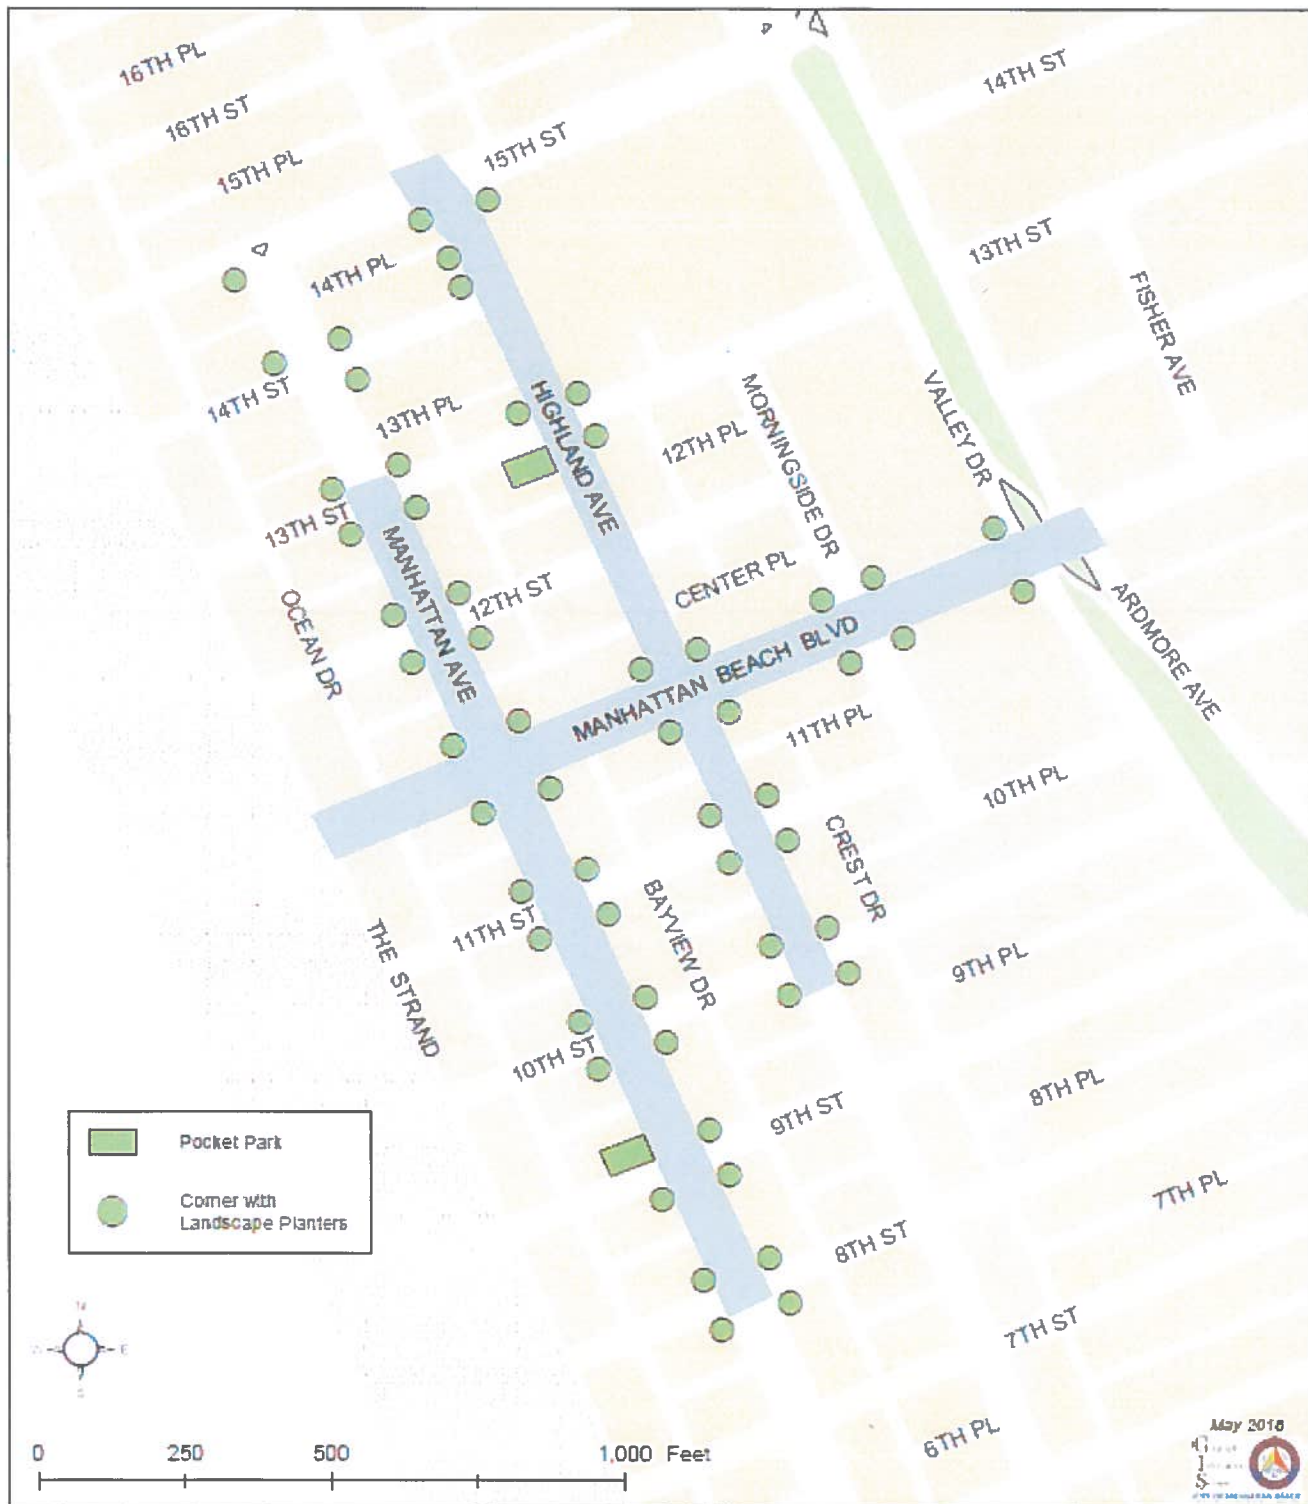 16TH PL
16TH ST
15TH PL
15TH ST
14TH ST
14TH PL
13TH ST
FISHER AVE
14TH ST
13TH PL
HIGHLAND AVE
12TH PL
MORNINGSIDE DR
VALLEY DR
13TH ST
MANHATTAN AVE
12TH ST
CENTER PL
OCEAN DR
MANHATTAN BEACH BLVD
ARDMORE AVE
11TH PL
10TH PL
CREST DR
11TH ST
BAYVIEW DR
THE STRAND
9TH PL
10TH ST
9TH ST
8TH PL
Pocket Park
Corner with
Landscape Planters
7TH PL
8TH ST
7TH ST
N
W E
S
6TH PL
May 2018
0 250 500 1,000 Feet
G
I
S
CITY OF MANHATTAN BEACH